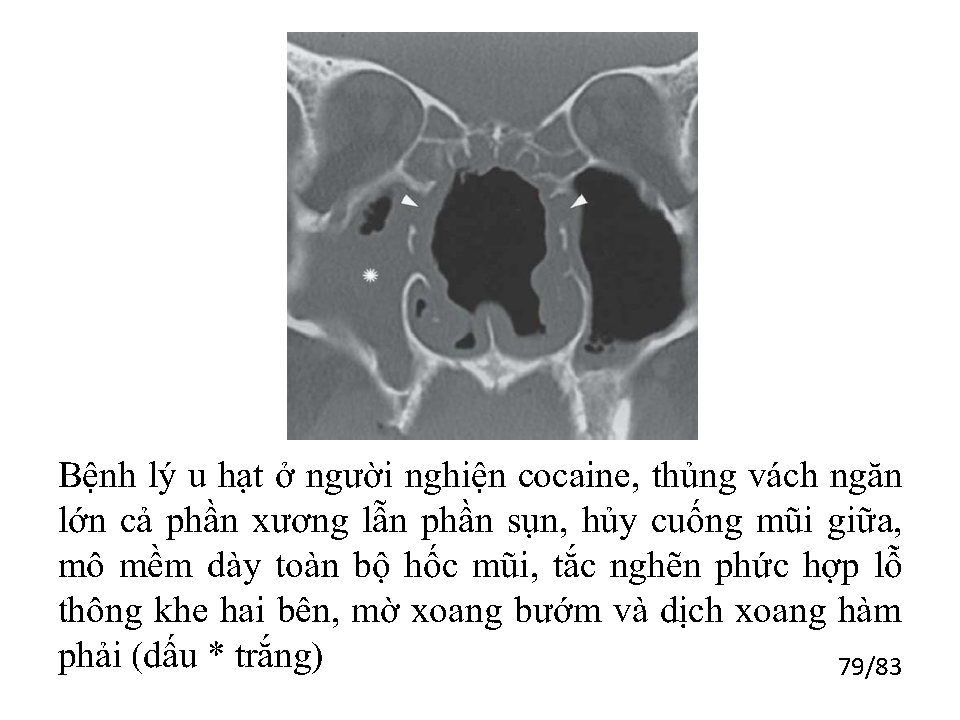 Bệnh lý u hạt ở người nghiện cocaine, thủng vách ngăn
lớn cả phần xương lẫn phần sụn, hủy cuống mũi giữa,
mô mềm dày toàn bộ hốc mũi, tắc nghẽn phức hợp lỗ
thông khe hai bên, mờ xoang bướm và dịch xoang hàm
phải (dấu * trắng)
79/83